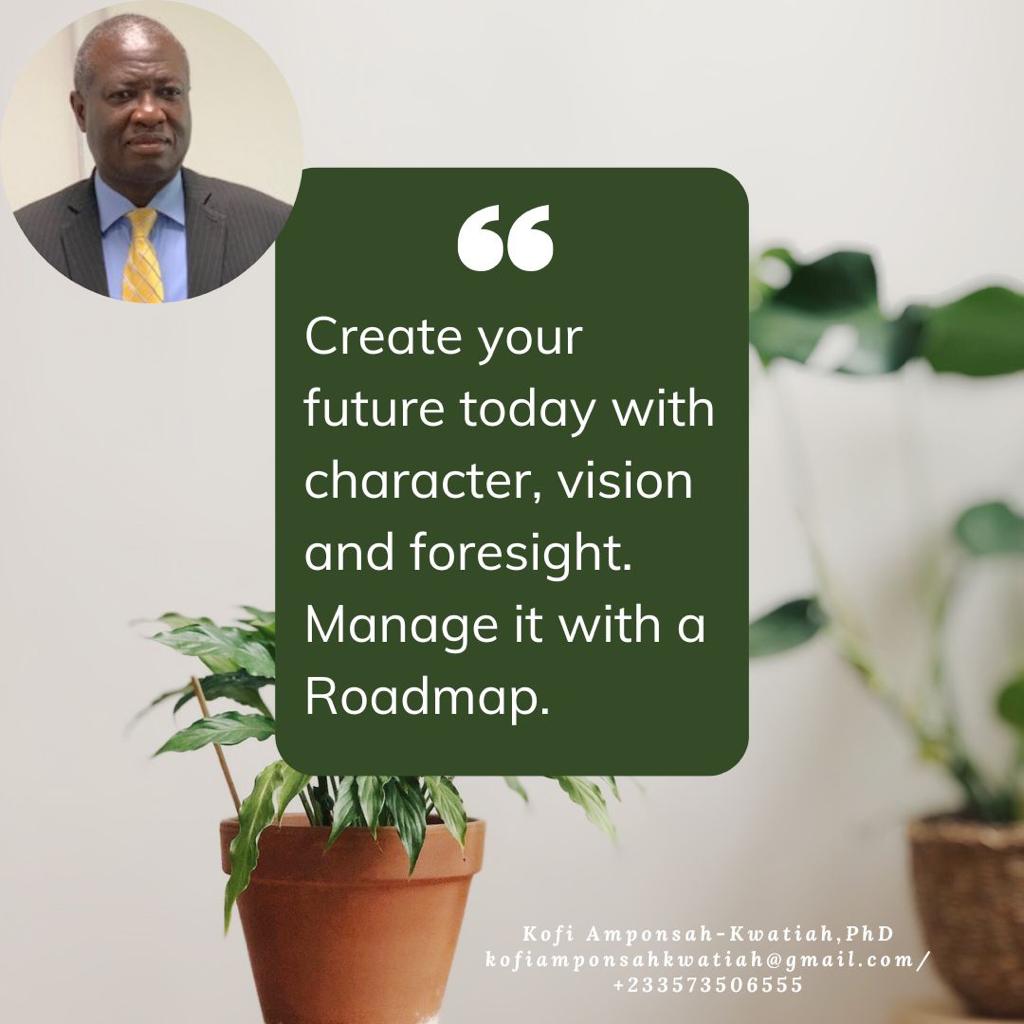 “
Create your
future today with
character, vision
and foresight.
Manage it with a
Roadmap.
Kofi Amponsah-Kwatiah,PhD
kofiamponsahkwatiah@gmail.com/
+233573506555